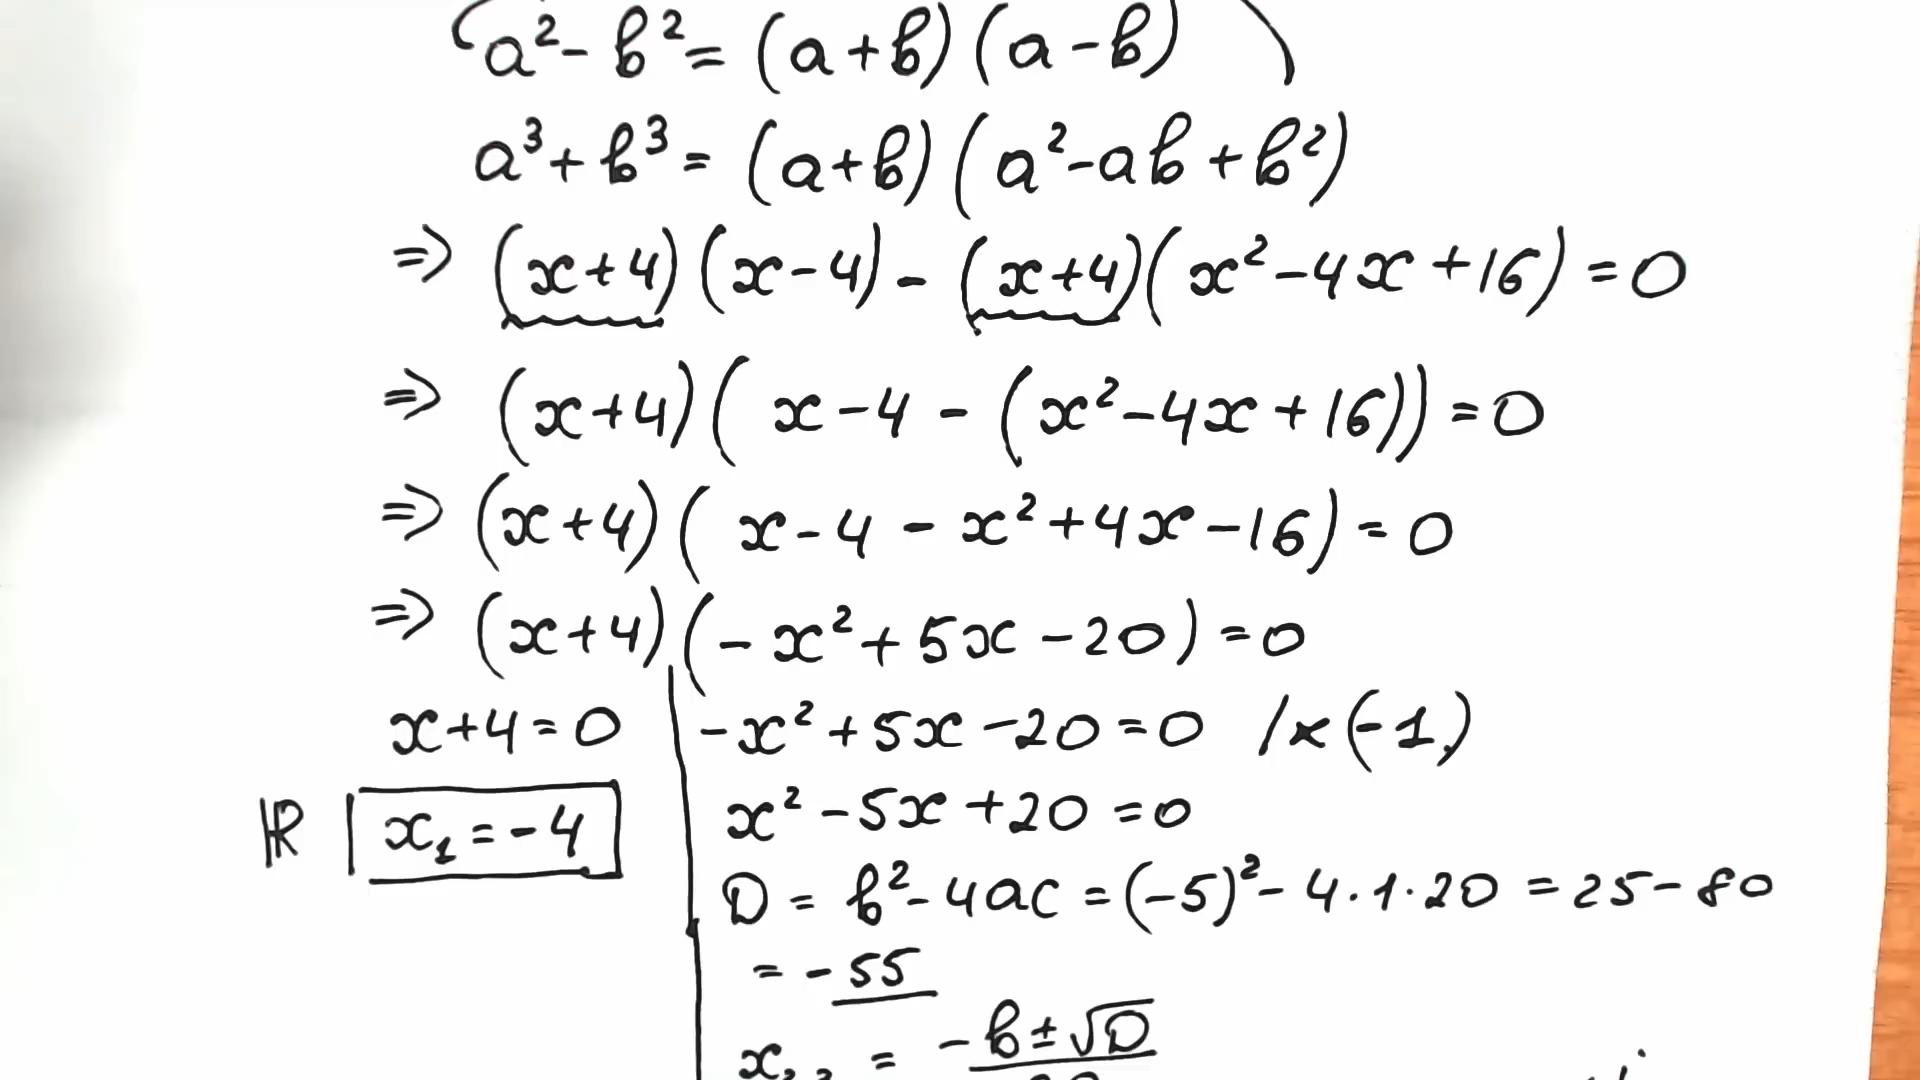 a² - b² = (a+b)(a-b)
a³ + b³ = (a+b)(a² - ab + b²)
⇒ (x+4)(x-4) - (x+4)(x² - 4x + 16) = 0
⇒ (x+4)(x-4 - (x² - 4x + 16)) = 0
⇒ (x+4)(x-4 - x² + 4x - 16) = 0
⇒ (x+4)(-x² + 5x - 20) = 0
x+4 = 0
ℝ x₁ = -4
-x² + 5x - 20 = 0 /×(-1)
x² - 5x + 20 = 0
D = b² - 4ac = (-5)² - 4·1·20 = 25 - 80
= -55
x = -b±√D